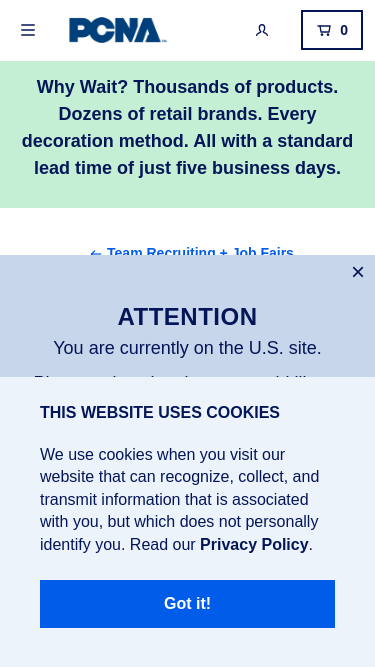 PCNA
0
Why Wait? Thousands of products.
Dozens of retail brands. Every
decoration method. All with a standard
lead time of just five business days.
← Team Recruiting + Job Fairs
×
ATTENTION
You are currently on the U.S. site.
THIS WEBSITE USES COOKIES
We use cookies when you visit our
website that can recognize, collect, and
transmit information that is associated
with you, but which does not personally
identify you. Read our Privacy Policy.
Got it!